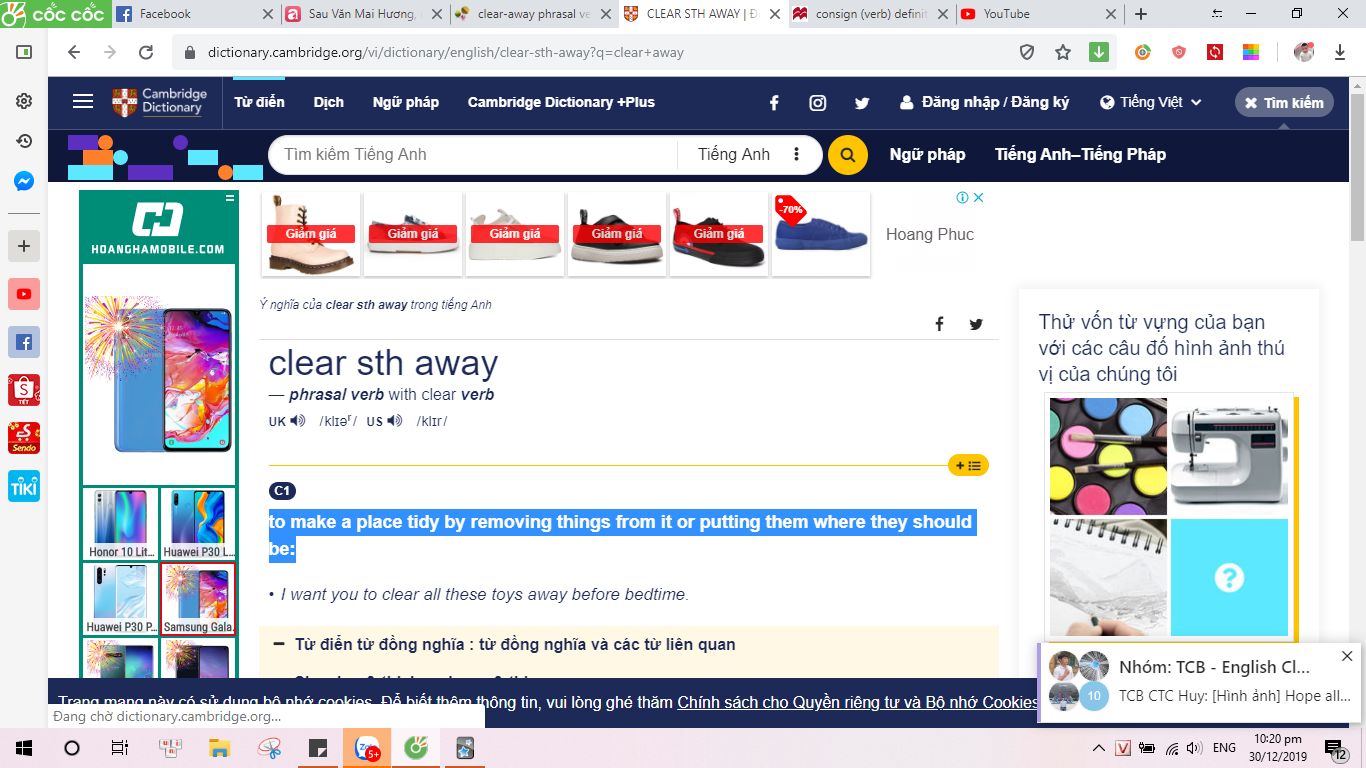 cốc cốc
Facebook
Sau Văn Mai Hương,
clear-away phrasal ve
CLEAR STH AWAY | Đ
consign (verb) definit
YouTube
dictionary.cambridge.org/vi/dictionary/english/clear-sth-away?q=clear+away
Cambridge
Dictionary
Từ điển
Dịch
Ngữ pháp
Cambridge Dictionary +Plus
Đăng nhập / Đăng ký
Tiếng Việt
Tìm kiếm
Tìm kiếm Tiếng Anh
Tiếng Anh
Ngữ pháp
Tiếng Anh–Tiếng Pháp
HOANGHAMOBILE.COM
Giảm giá
Giảm giá
Giảm giá
Giảm giá
Giảm giá
-70%
Hoang Phuc
Ý nghĩa của clear sth away trong tiếng Anh
clear sth away
— phrasal verb with clear verb
UK /klɪəʳ/ US /klɪr/
C1
to make a place tidy by removing things from it or putting them where they should
be:
• I want you to clear all these toys away before bedtime.
Từ điển từ đồng nghĩa : từ đồng nghĩa và các từ liên quan
Thử vốn từ vựng của bạn
với các câu đố hình ảnh thú
vị của chúng tôi
?
Honor 10 Lit...
Huawei P30 L...
Huawei P30 P...
Samsung Gala...
TẾT
Sendo
TIKI
Trang mạng này có sử dụng bộ nhớ cookies. Để biết thêm thông tin, vui lòng ghé thăm Chính sách cho Quyền riêng tư và Bộ nhớ Cookies
Đang chờ dictionary.cambridge.org...
Nhóm: TCB - English Cl...
10
TCB CTC Huy: [Hình ảnh] Hope all...
5+
ENG
10:20 pm
30/12/2019
12